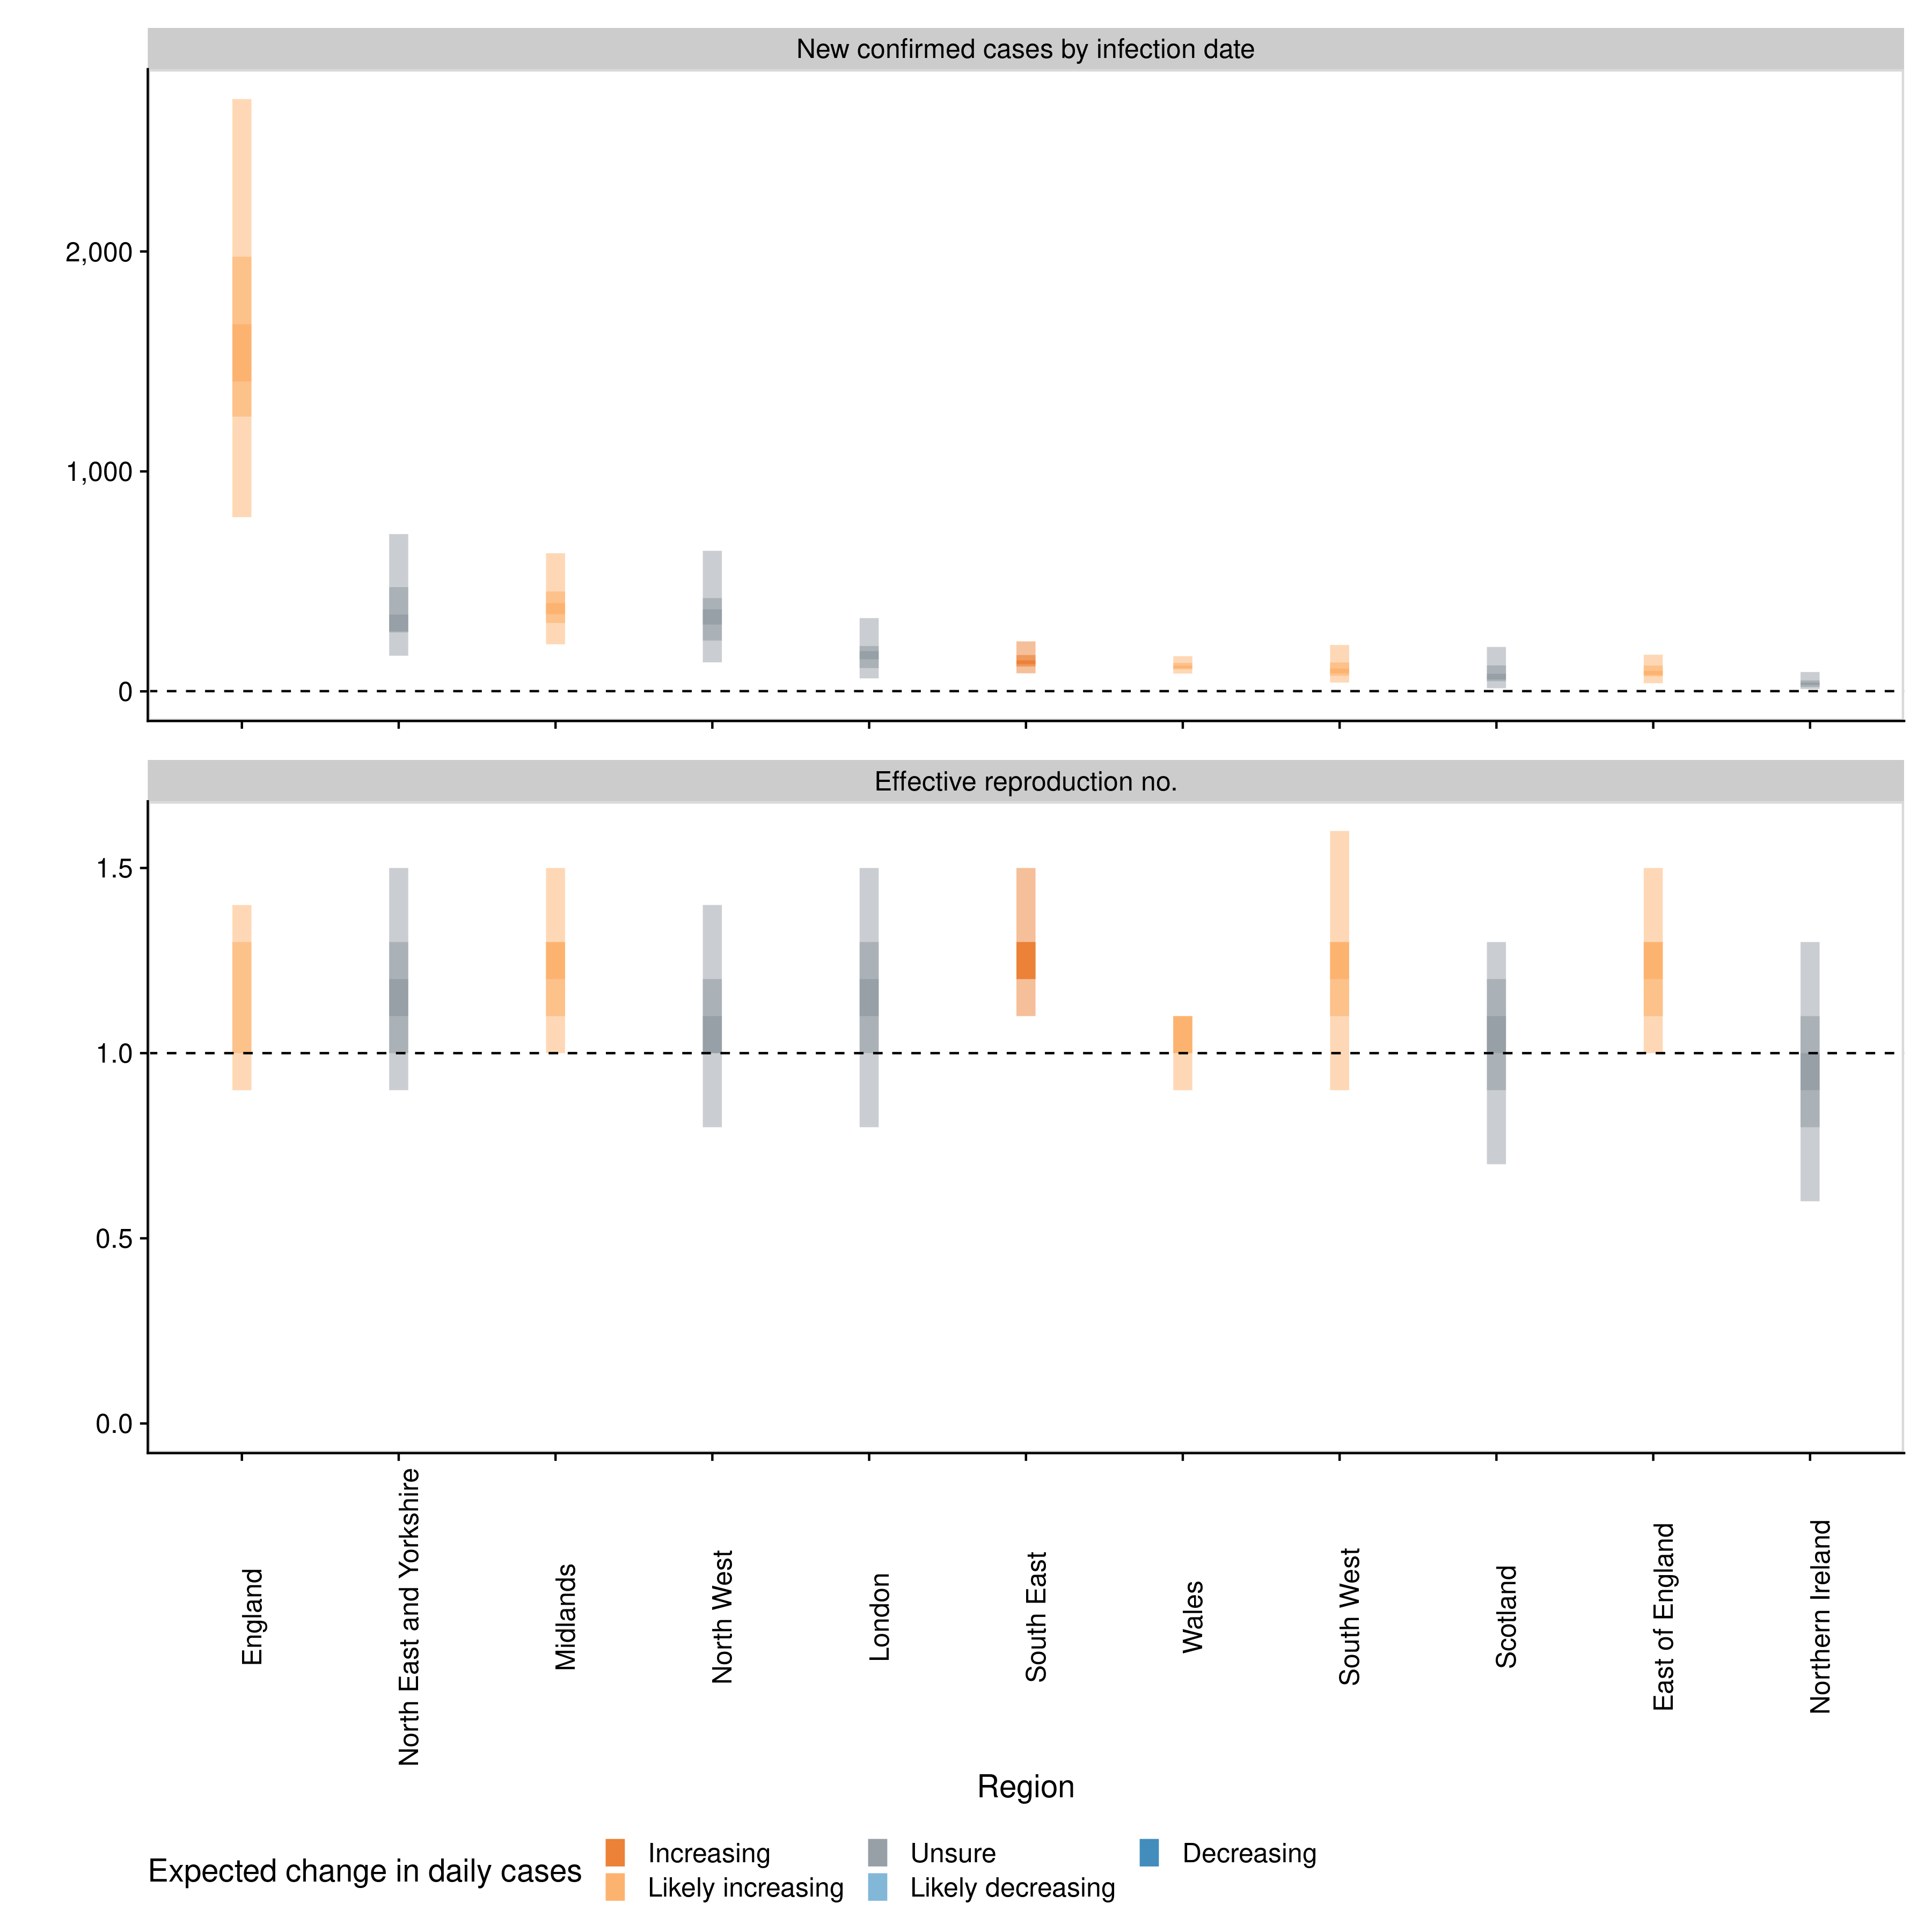 New confirmed cases by infection date
2,000
1,000
0
Effective reproduction no.
1.5
1.0
0.5
0.0
England
North East and Yorkshire
Midlands
North West
London
South East
Wales
South West
Scotland
East of England
Northern Ireland
Region
Expected change in daily cases
Increasing
Likely increasing
Unsure
Likely decreasing
Decreasing